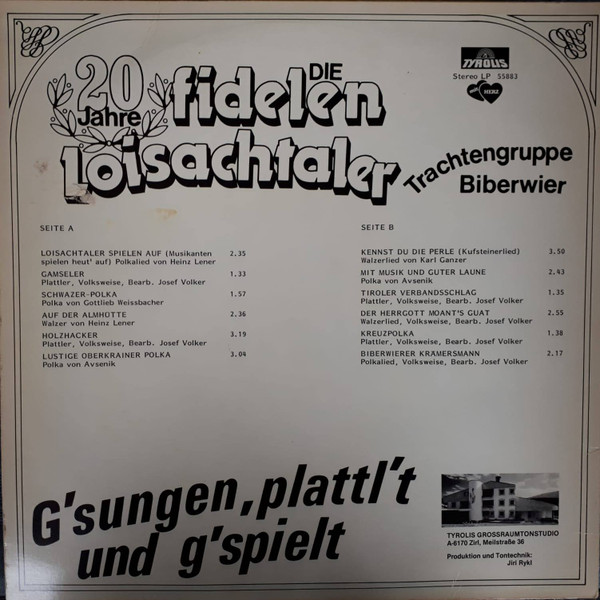 20 Jahre
DIE
fidelen
loisachtaler
TYROLIS
Stereo LP 55883
HERZ
Trachtengruppe
Biberwier
SEITE A
LOISACHTALER SPIELEN AUF (Musikanten 2.35
spielen heut' auf) Polkalied von Heinz Lener
GAMSELER 1.33
Plattler, Volksweise, Bearb. Josef Volker
SCHWAZER-POLKA 1.57
Polka von Gottlieb Weissbacher
AUF DER ALMHÜTTE 2.36
Walzer von Heinz Lener
HOLZHACKER 3.19
Plattler, Volksweise, Bearb. Josef Volker
LUSTIGE OBERKRAINER POLKA 3.04
Polka von Avsenik
SEITE B
KENNST DU DIE PERLE (Kufsteinerlied) 3.50
Walzerlied von Karl Ganzer
MIT MUSIK UND GUTER LAUNE 2.43
Polka von Avsenik
TIROLER VERBANDSSCHLAG 1.35
Plattler, Volksweise, Bearb. Josef Volker
DER HERRGOTT MOANT'S GUAT 2.55
Walzerlied, Volksweise, Bearb. Josef Volker
KREUZPOLKA 1.38
Plattler, Volksweise, Bearb. Josef Volker
BIBERWIERER KRAMERSMANN 2.17
Polkalied, Volksweise, Bearb. Josef Volker
G'sungen, plattl't
und g'spielt
TYROLIS GROSSRAUMTONSTUDIO
A-6170 Zirl, Meilstraße 36
Produktion und Tontechnik:
Jiri Rykl